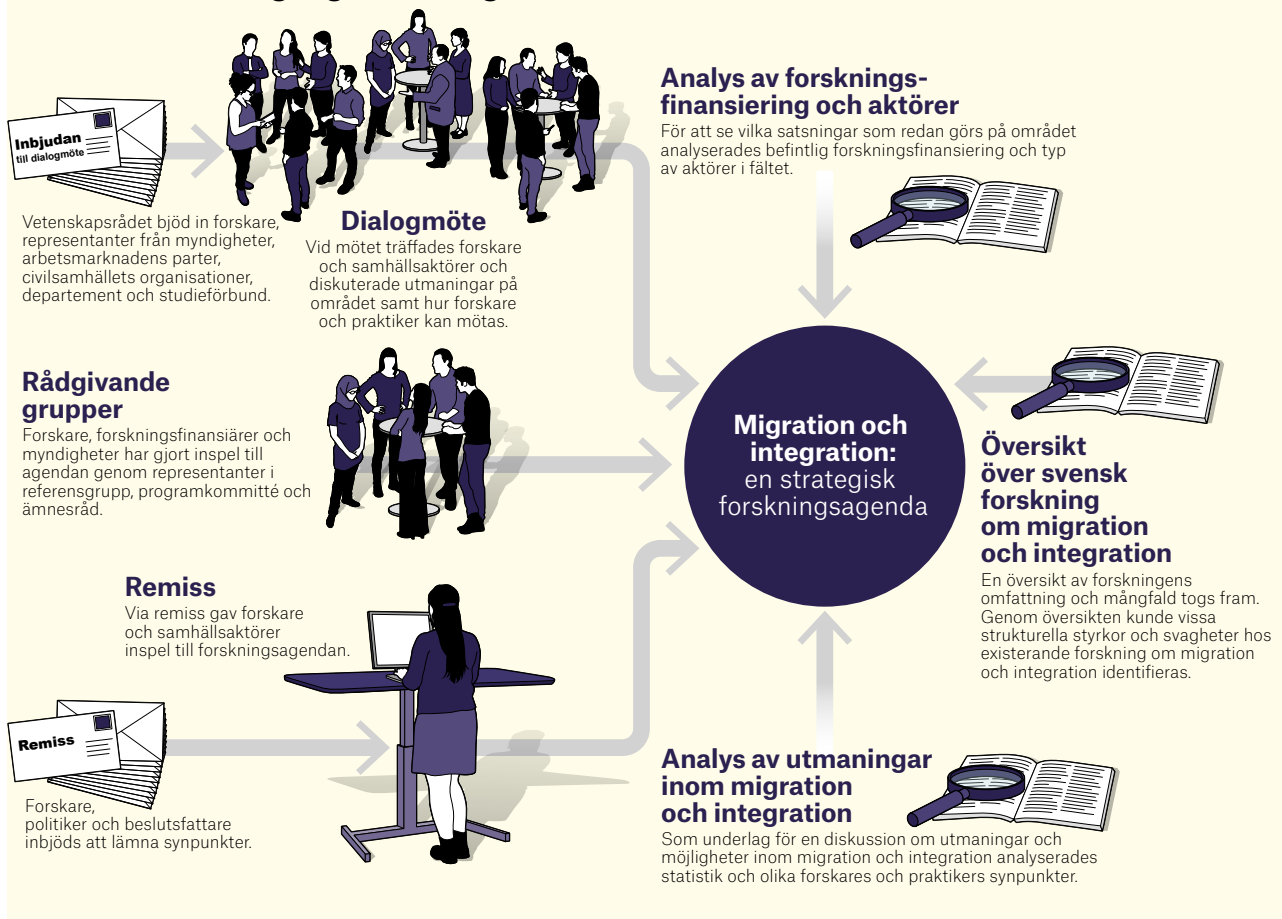 Inbjudan
till dialogmöte
Vetenskapsrådet bjöd in forskare,
representanter från myndigheter,
arbetsmarknadens parter,
civilsamhällets organisationer,
departement och studieförbund.
Dialogmöte
Vid mötet träffades forskare
och samhällsaktörer och
diskuterade utmaningar på
området samt hur forskare
och praktiker kan mötas.
Rådgivande
grupper
Forskare, forskningsfinansiärer och
myndigheter har gjort inspel till
agendan genom representanter i
referensgrupp, programkommitté och
ämnesråd.
Remiss
Via remiss gav forskare
och samhällsaktörer
inspel till forskningsagendan.
Remiss
Forskare,
politiker och beslutsfattare
inbjöds att lämna synpunkter.
Analys av forsknings-
finansiering och aktörer
För att se vilka satsningar som redan görs på området
analyserades befintlig forskningsfinansiering och typ
av aktörer i fältet.
Migration och
integration:
en strategisk
forskningsagenda
Översikt
över svensk
forskning
om migration
och integration
En översikt av forskningens
omfattning och mångfald togs fram.
Genom översikten kunde vissa
strukturella styrkor och svagheter hos
existerande forskning om migration
och integration identifieras.
Analys av utmaningar
inom migration
och integration
Som underlag för en diskussion om utmaningar och
möjligheter inom migration och integration analyserades
statistik och olika forskares och praktikers synpunkter.